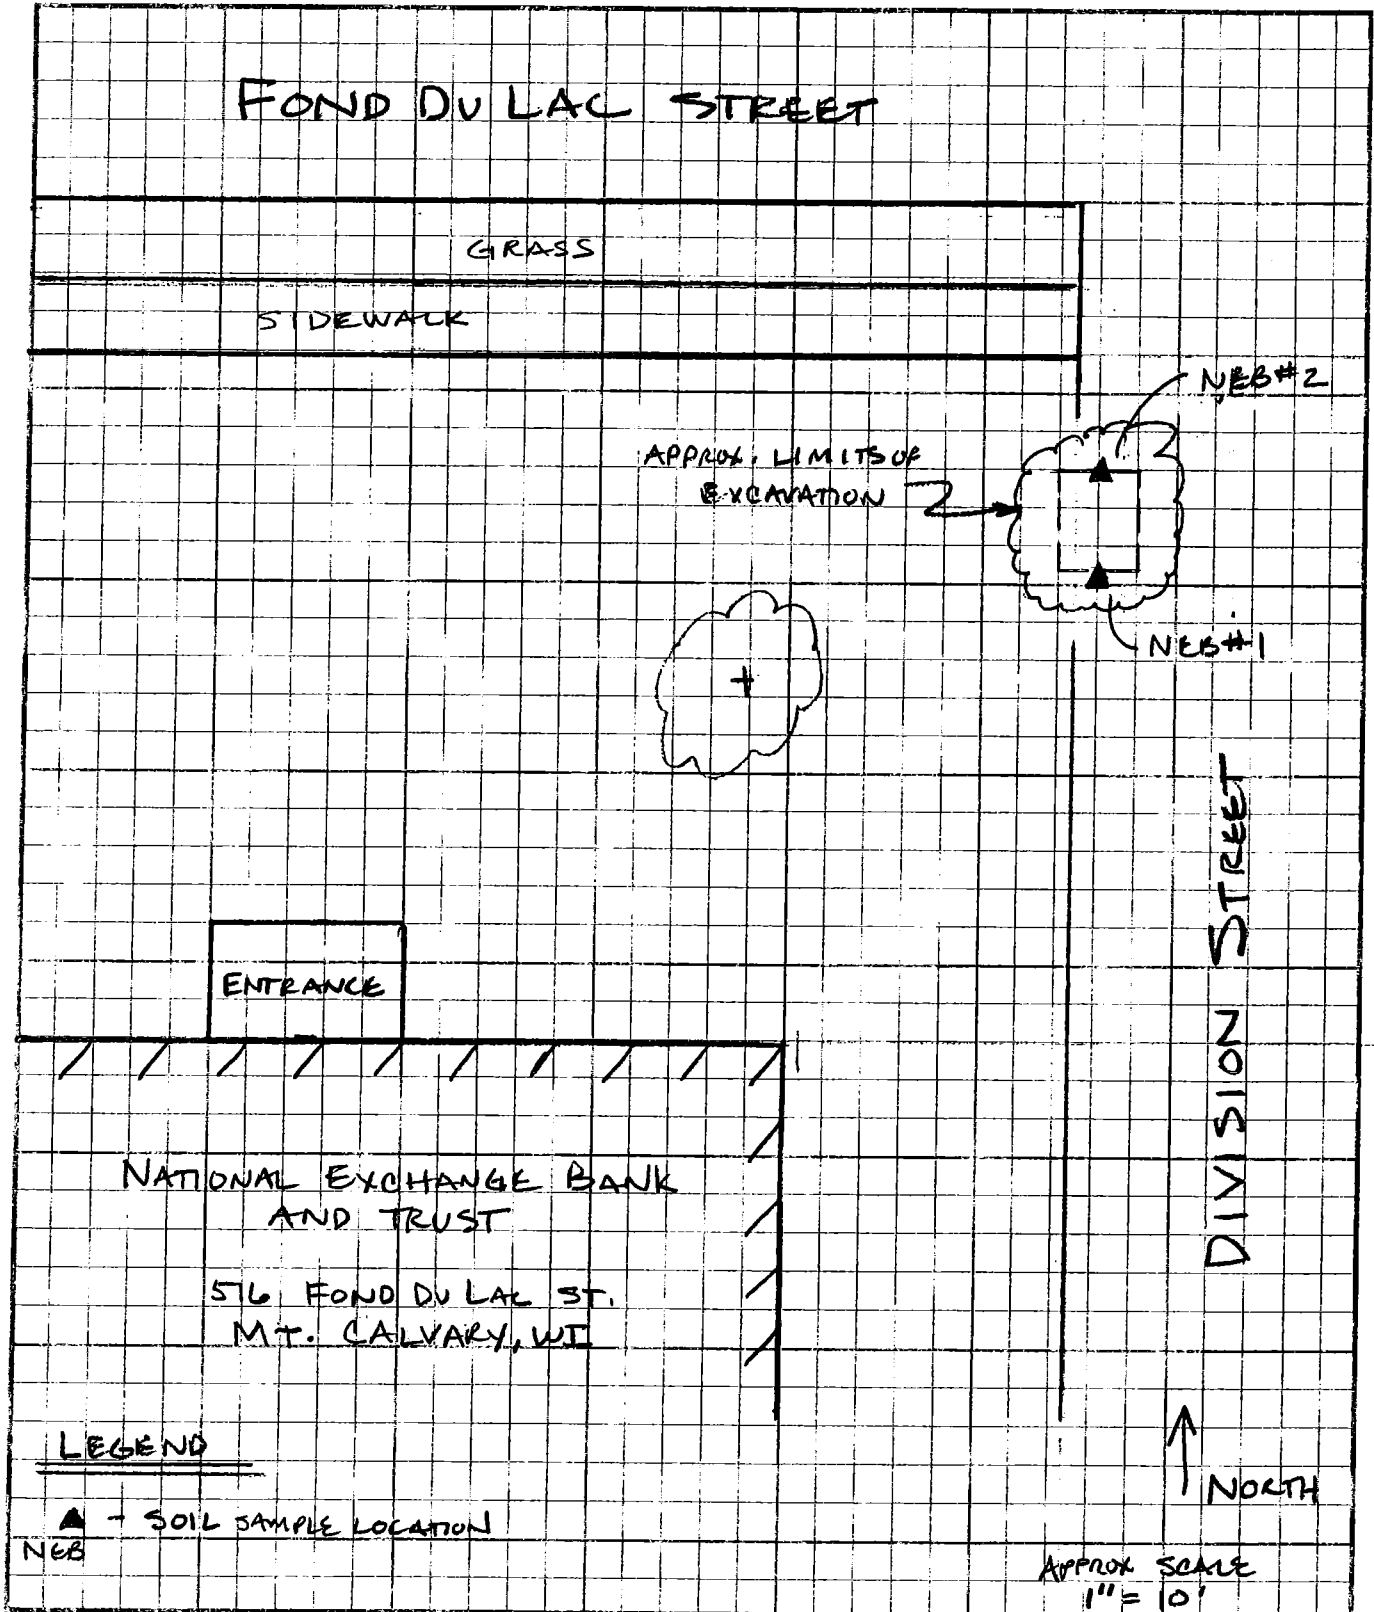 FOND DU LAC STREET
GRASS
SIDEWALK
NEB#2
APPROX. LIMITS OF
EXCAVATION
NEB#1
DIVISION STREET
ENTRANCE
NATIONAL EXCHANGE BANK
AND TRUST
516 FOND DU LAC ST.
MT. CALVARY, WI
LEGEND
▲ - SOIL SAMPLE LOCATION
NEB
NORTH
APPROX SCALE
1" = 10'